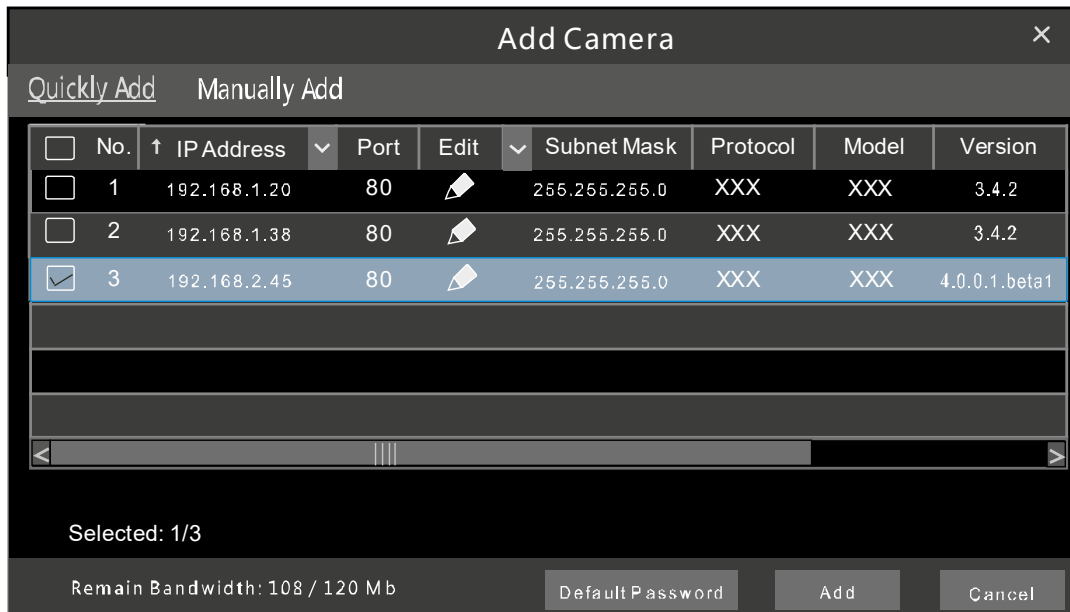 Add Camera ×
Quickly Add Manually Add
No. ↑ IP Address Port Edit Subnet Mask Protocol Model Version
1 192.168.1.20 80 255.255.255.0 XXX XXX 3.4.2
2 192.168.1.38 80 255.255.255.0 XXX XXX 3.4.2
3 192.168.2.45 80 255.255.255.0 XXX XXX 4.0.0.1.beta1
Selected: 1/3
Remain Bandwidth: 108 / 120 Mb Default Password Add Cancel